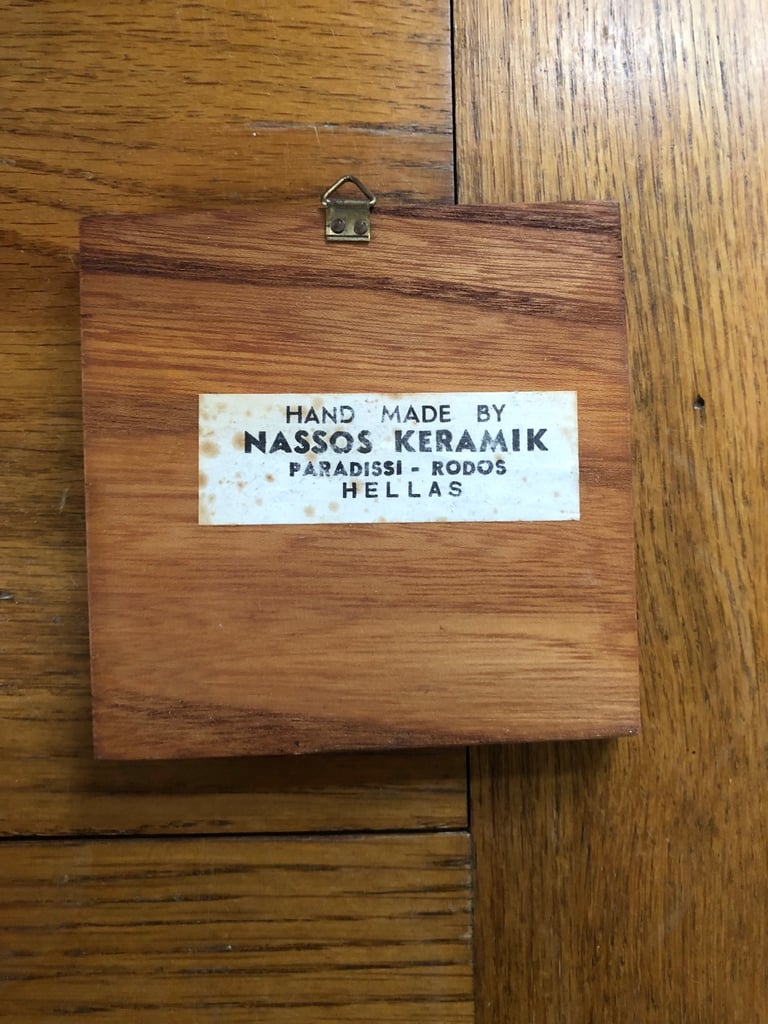 HAND MADE BY
NASSOS KERAMIK
PARADISSI - RODOS
HELLAS